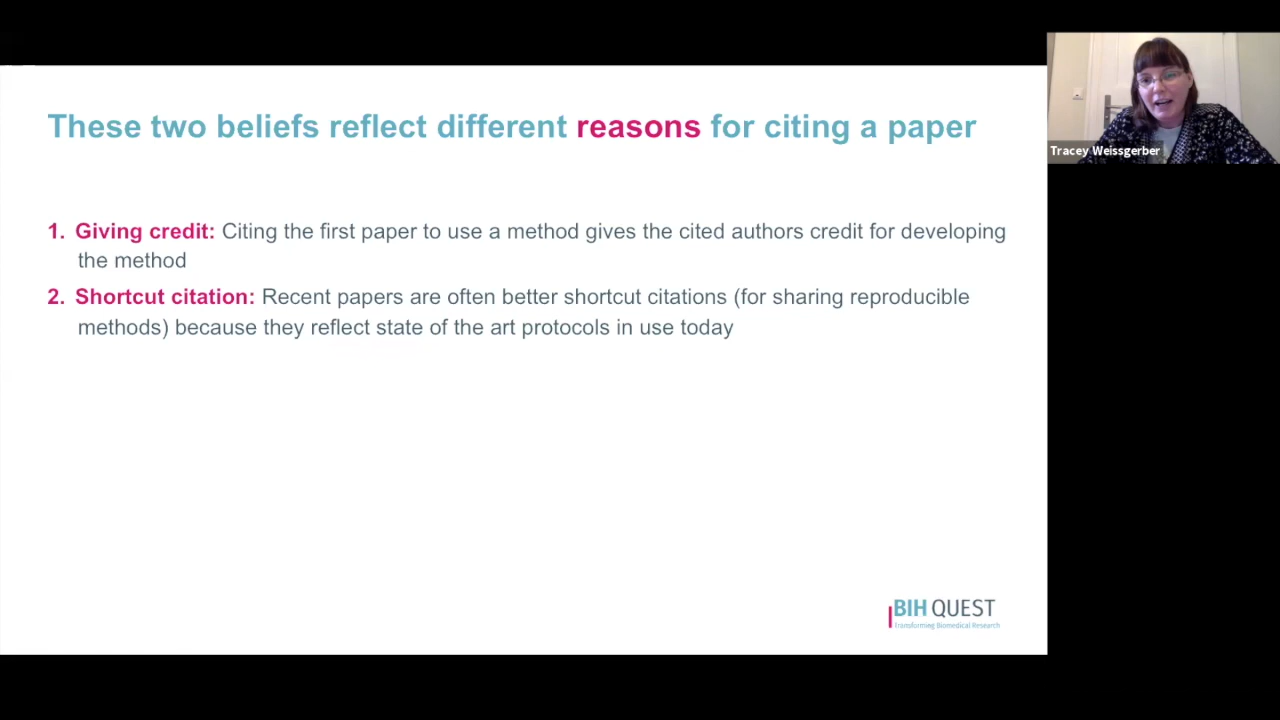 These two beliefs reflect different reasons for citing a paper
Tracey Weissgerber
1. Giving credit: Citing the first paper to use a method gives the cited authors credit for developing
the method
2. Shortcut citation: Recent papers are often better shortcut citations (for sharing reproducible
methods) because they reflect state of the art protocols in use today
BIH QUEST
Transforming Biomedical Research